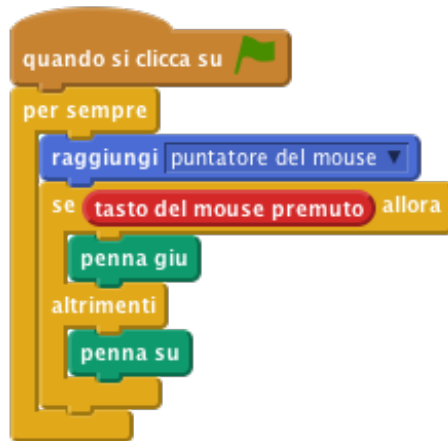 quando si clicca su
per sempre
raggiungi puntatore del mouse
se tasto del mouse premuto allora
penna giu
altrimenti
penna su